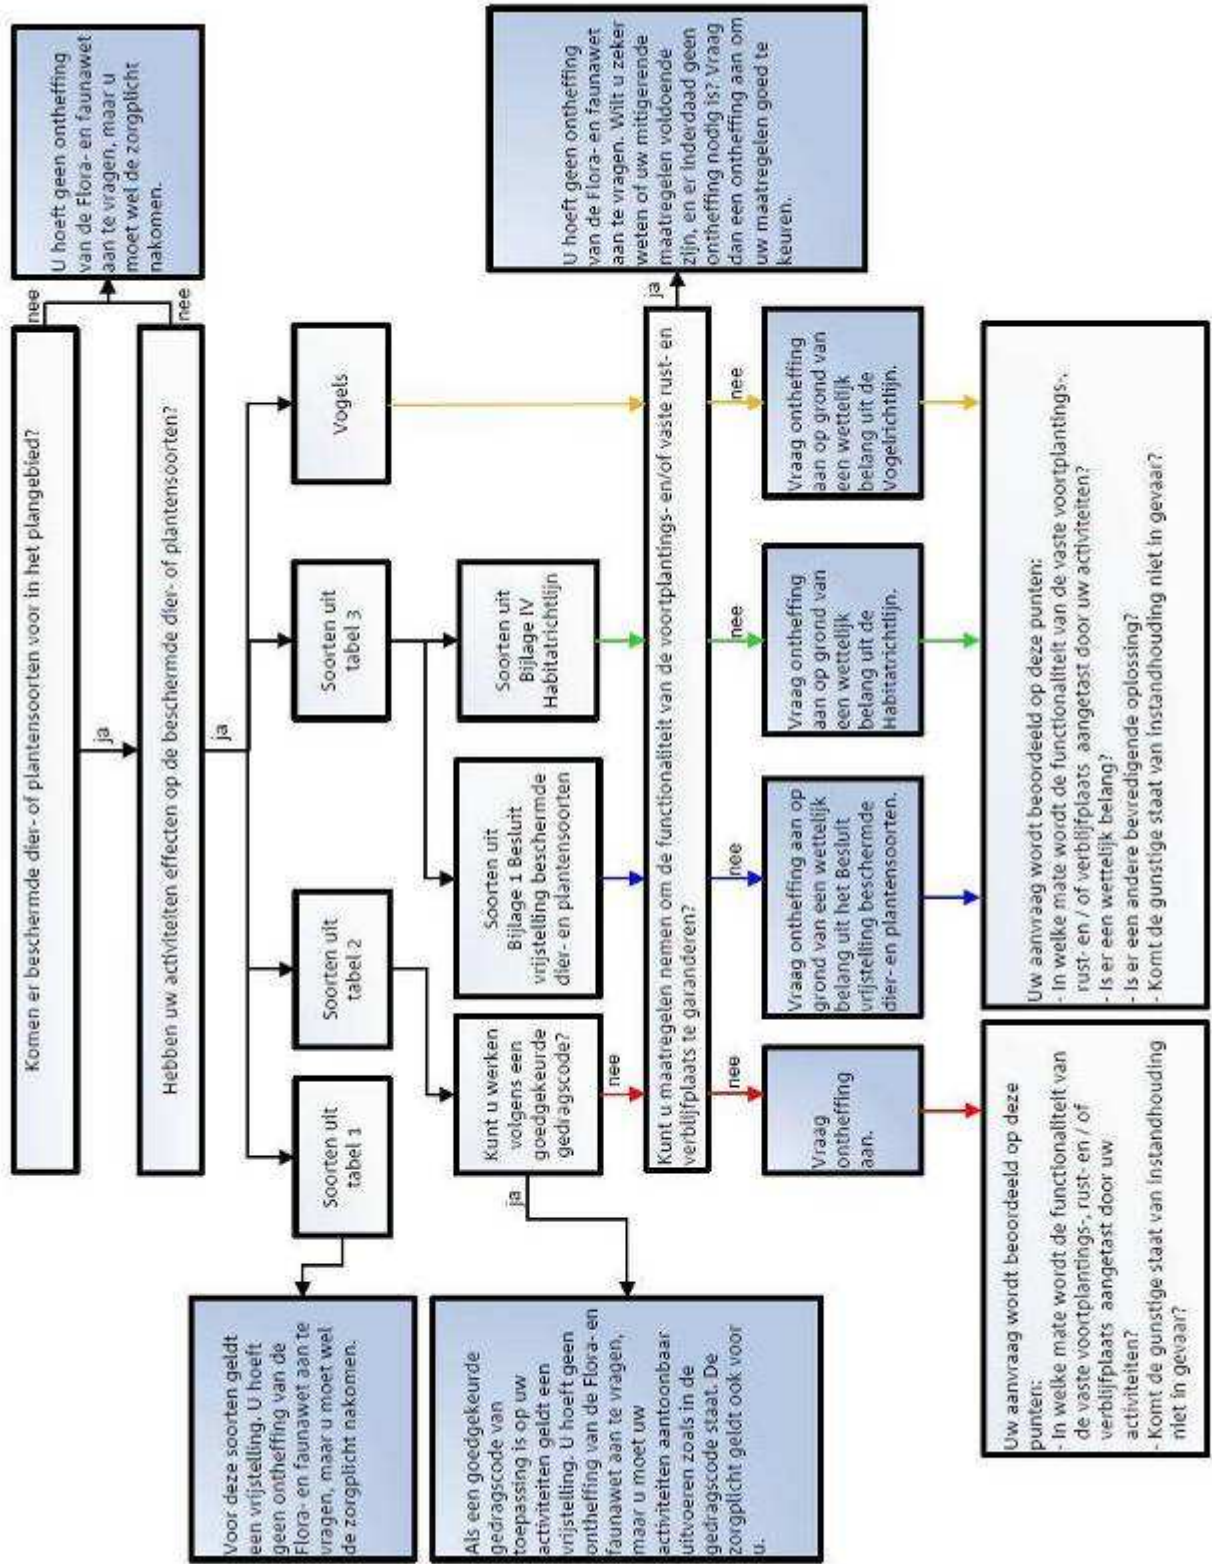 Komen er beschermde dier- of plantensoorten voor in het plangebied?
nee
U hoeft geen ontheffing
van de Flora- en faunawet
aan te vragen, maar u
moet wel de zorgplicht
nakomen.
ja
Hebben uw activiteiten effecten op de beschermde dier- of plantensoorten?
nee
ja
Soorten uit
tabel 1
Soorten uit
tabel 2
Soorten uit
tabel 3
Vogels
Voor deze soorten geldt
een vrijstelling. U hoeft
geen ontheffing van de
Flora- en faunawet aan te
vragen, maar u moet wel
de zorgplicht nakomen.
Kunt u werken
volgens een
goedgekeurde
gedragscode?
Soorten uit
Bijlage 1 Besluit
vrijstelling beschermde
dier- en plantensoorten
Soorten uit
Bijlage IV
Habitatrichtlijn
ja
nee
Als een goedgekeurde
gedragscode van
toepassing is op uw
activiteiten geldt een
vrijstelling. U hoeft geen
ontheffing van de Flora- en
faunawet aan te vragen,
maar u moet uw
activiteiten aantoonbaar
uitvoeren zoals in de
gedragscode staat. De
zorgplicht geldt ook voor
u.
Kunt u maatregelen nemen om de functionaliteit van de voortplantings- en/of vaste rust- en
verblijfplaats te garanderen?
ja
U hoeft geen ontheffing
van de Flora- en faunawet
aan te vragen. Wilt u zeker
weten of uw mitigerende
maatregelen voldoende
zijn, en er inderdaad geen
ontheffing nodig is? Vraag
dan een ontheffing aan om
uw maatregelen goed te
keuren.
nee
nee
nee
nee
Vraag
ontheffing
aan.
Vraag ontheffing aan op
grond van een wettelijk
belang uit het Besluit
vrijstelling beschermde
dier- en plantensoorten.
Vraag ontheffing
aan op grond van
een wettelijk
belang uit de
Habitatrichtlijn.
Vraag ontheffing
aan op grond van
een wettelijk
belang uit de
Vogelrichtlijn.
Uw aanvraag wordt beoordeeld op deze
punten:
- In welke mate wordt de functionaliteit van
de vaste voortplantings-, rust- en / of
verblijfplaats aangetast door uw
activiteiten?
- Komt de gunstige staat van instandhouding
niet in gevaar?
Uw aanvraag wordt beoordeeld op deze punten:
- In welke mate wordt de functionaliteit van de vaste voortplantings-,
rust- en / of verblijfplaats aangetast door uw activiteiten?
- Is er een wettelijk belang?
- Is er een andere bevredigende oplossing?
- Komt de gunstige staat van instandhouding niet in gevaar?